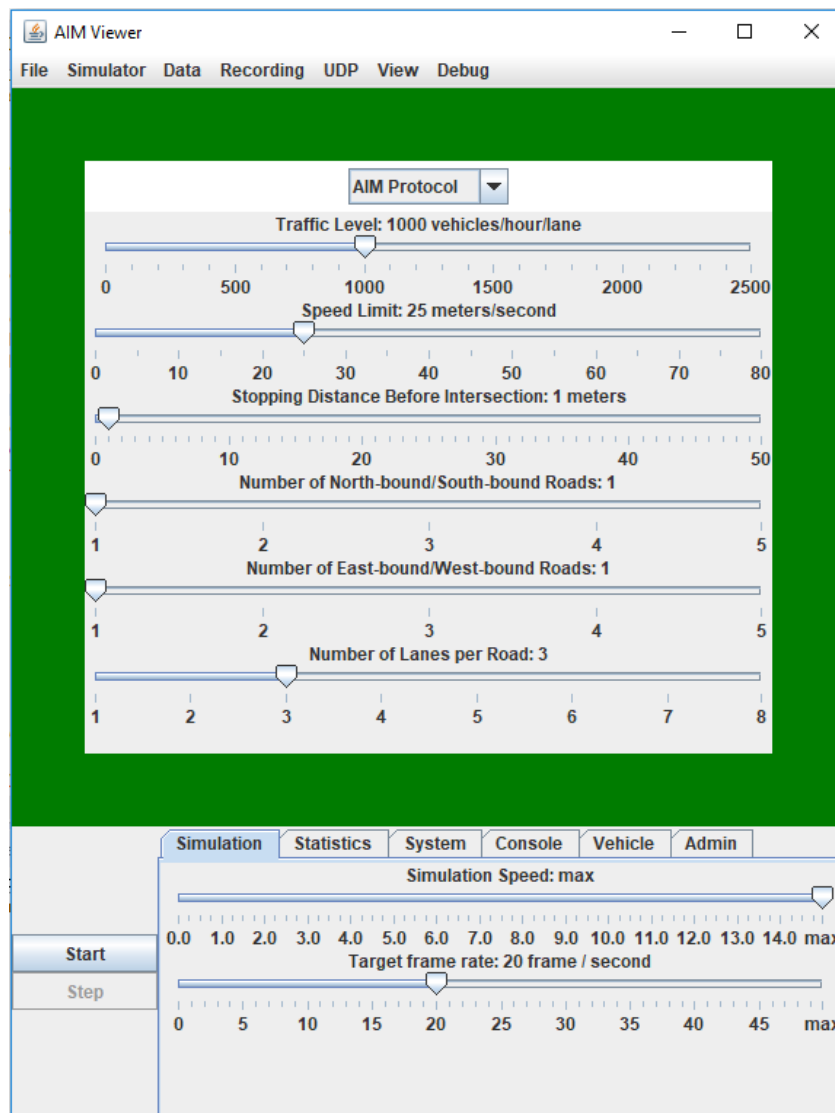 AIM Viewer
File Simulator Data Recording UDP View Debug
AIM Protocol
Traffic Level: 1000 vehicles/hour/lane
0 500 1000 1500 2000 2500
Speed Limit: 25 meters/second
0 10 20 30 40 50 60 70 80
Stopping Distance Before Intersection: 1 meters
0 10 20 30 40 50
Number of North-bound/South-bound Roads: 1
1 2 3 4 5
Number of East-bound/West-bound Roads: 1
1 2 3 4 5
Number of Lanes per Road: 3
1 2 3 4 5 6 7 8
Simulation Statistics System Console Vehicle Admin
Simulation Speed: max
0.0 1.0 2.0 3.0 4.0 5.0 6.0 7.0 8.0 9.0 10.0 11.0 12.0 13.0 14.0 max
Start
Target frame rate: 20 frame / second
Step
0 5 10 15 20 25 30 35 40 45 max